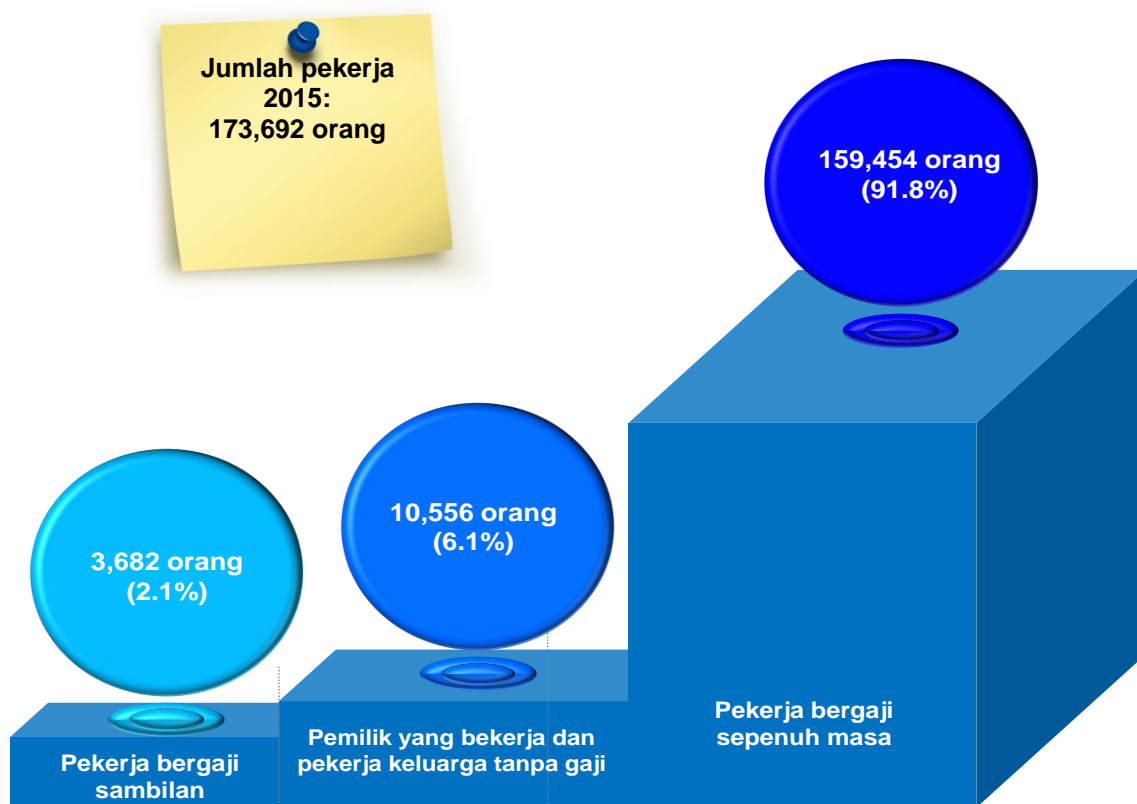 Jumlah pekerja
2015:
173,692 orang
159,454 orang
(91.8%)
10,556 orang
(6.1%)
3,682 orang
(2.1%)
Pekerja bergaji
sambilan
Pemilik yang bekerja dan
pekerja keluarga tanpa gaji
Pekerja bergaji
sepenuh masa